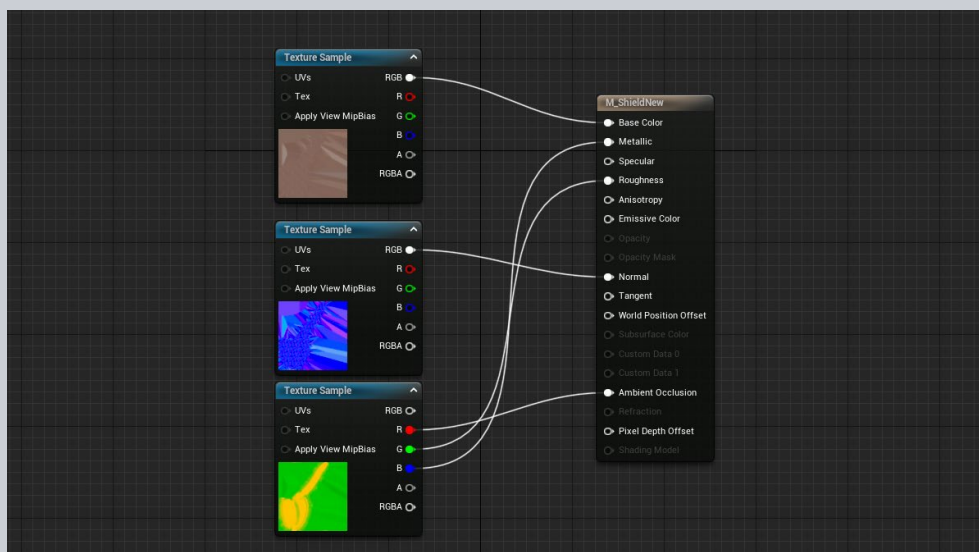 Texture Sample
UVs RGB
Tex R
Apply View MipBias G
B
A
RGBA
Texture Sample
UVs RGB
Tex R
Apply View MipBias G
B
A
RGBA
Texture Sample
UVs RGB
Tex R
Apply View MipBias G
B
A
RGBA
M_ShieldNew
Base Color
Metallic
Specular
Roughness
Anisotropy
Emissive Color
Opacity
Opacity Mask
Normal
Tangent
World Position Offset
Subsurface Color
Custom Data 0
Custom Data 1
Ambient Occlusion
Refraction
Pixel Depth Offset
Shading Model